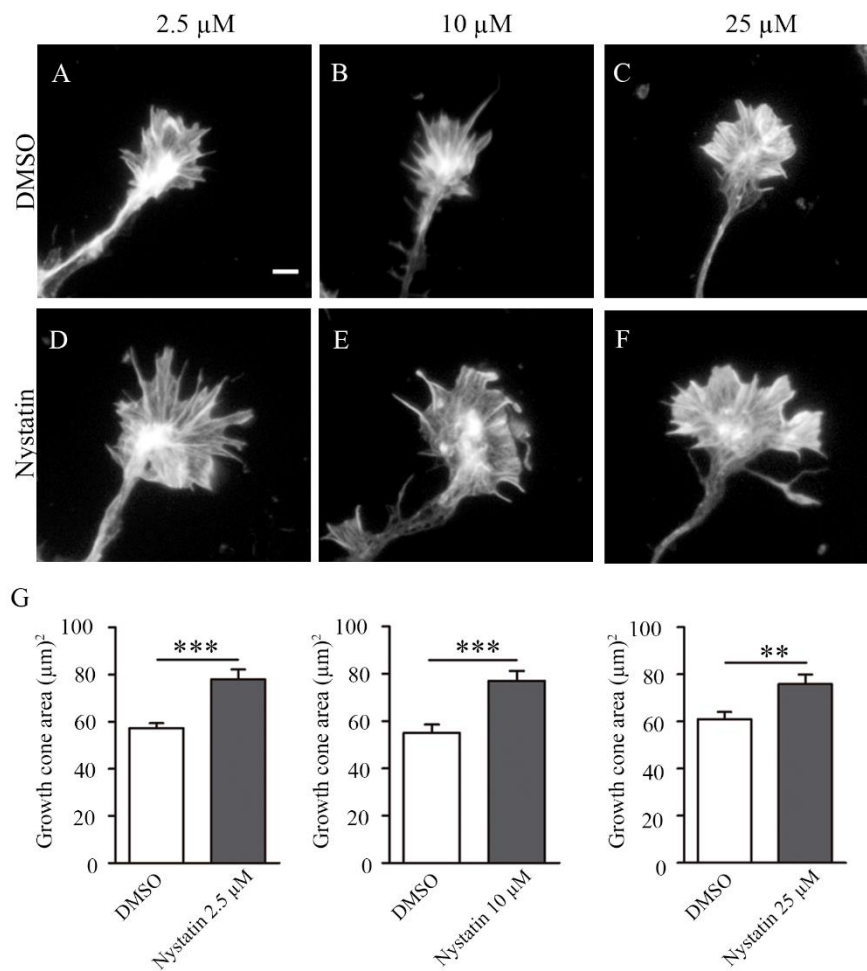 2.5 µM 10 µM 25 µM
DMSO
A B C
Nystatin
D E F
G
Growth cone area (µm)²
100
80
60
40
20
0
***
DMSO
Nystatin 2.5 µM
Growth cone area (µm)²
100
80
60
40
20
0
***
DMSO
Nystatin 10 µM
Growth cone area (µm)²
100
80
60
40
20
0
**
DMSO
Nystatin 25 µM